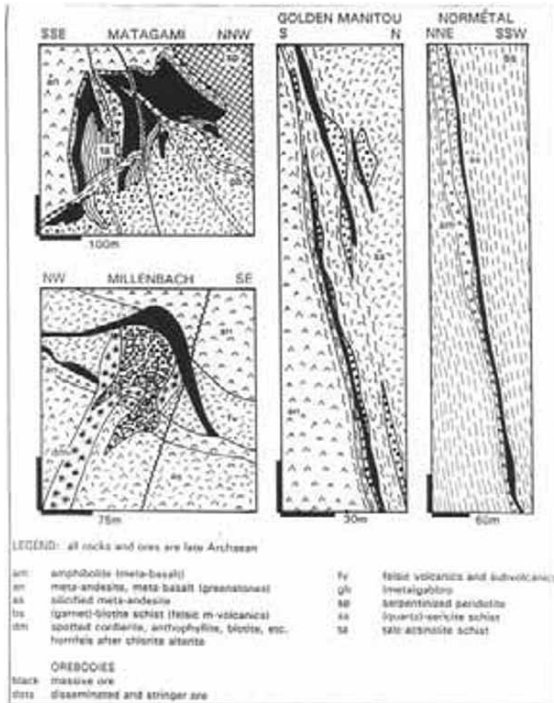 SSE MATAGAMI NNW
GOLDEN MANITOU
S N
NORMÉTAL
NNE SSW
100m
NW MILLENBACH SE
75m
30m
60m
LEGEND: all rocks and ores are late Archaean
am amphibolite (meta-basalt)
an meta-andesite, meta-basalt (greenstones)
as silicified meta-andesite
bs (garnet)-biotite schist (felsic m-volcanics)
dm spotted cordierite, anthophyllite, biotite, etc.
hornfels after chlorite alterite
fv felsic volcanics and subvolcanics
gb (meta)gabbro
sp serpentinized peridotite
ss (quartz)-sericite schist
ta talc-actinolite schist
OREBODIES
black massive ore
dots disseminated and stringer ore